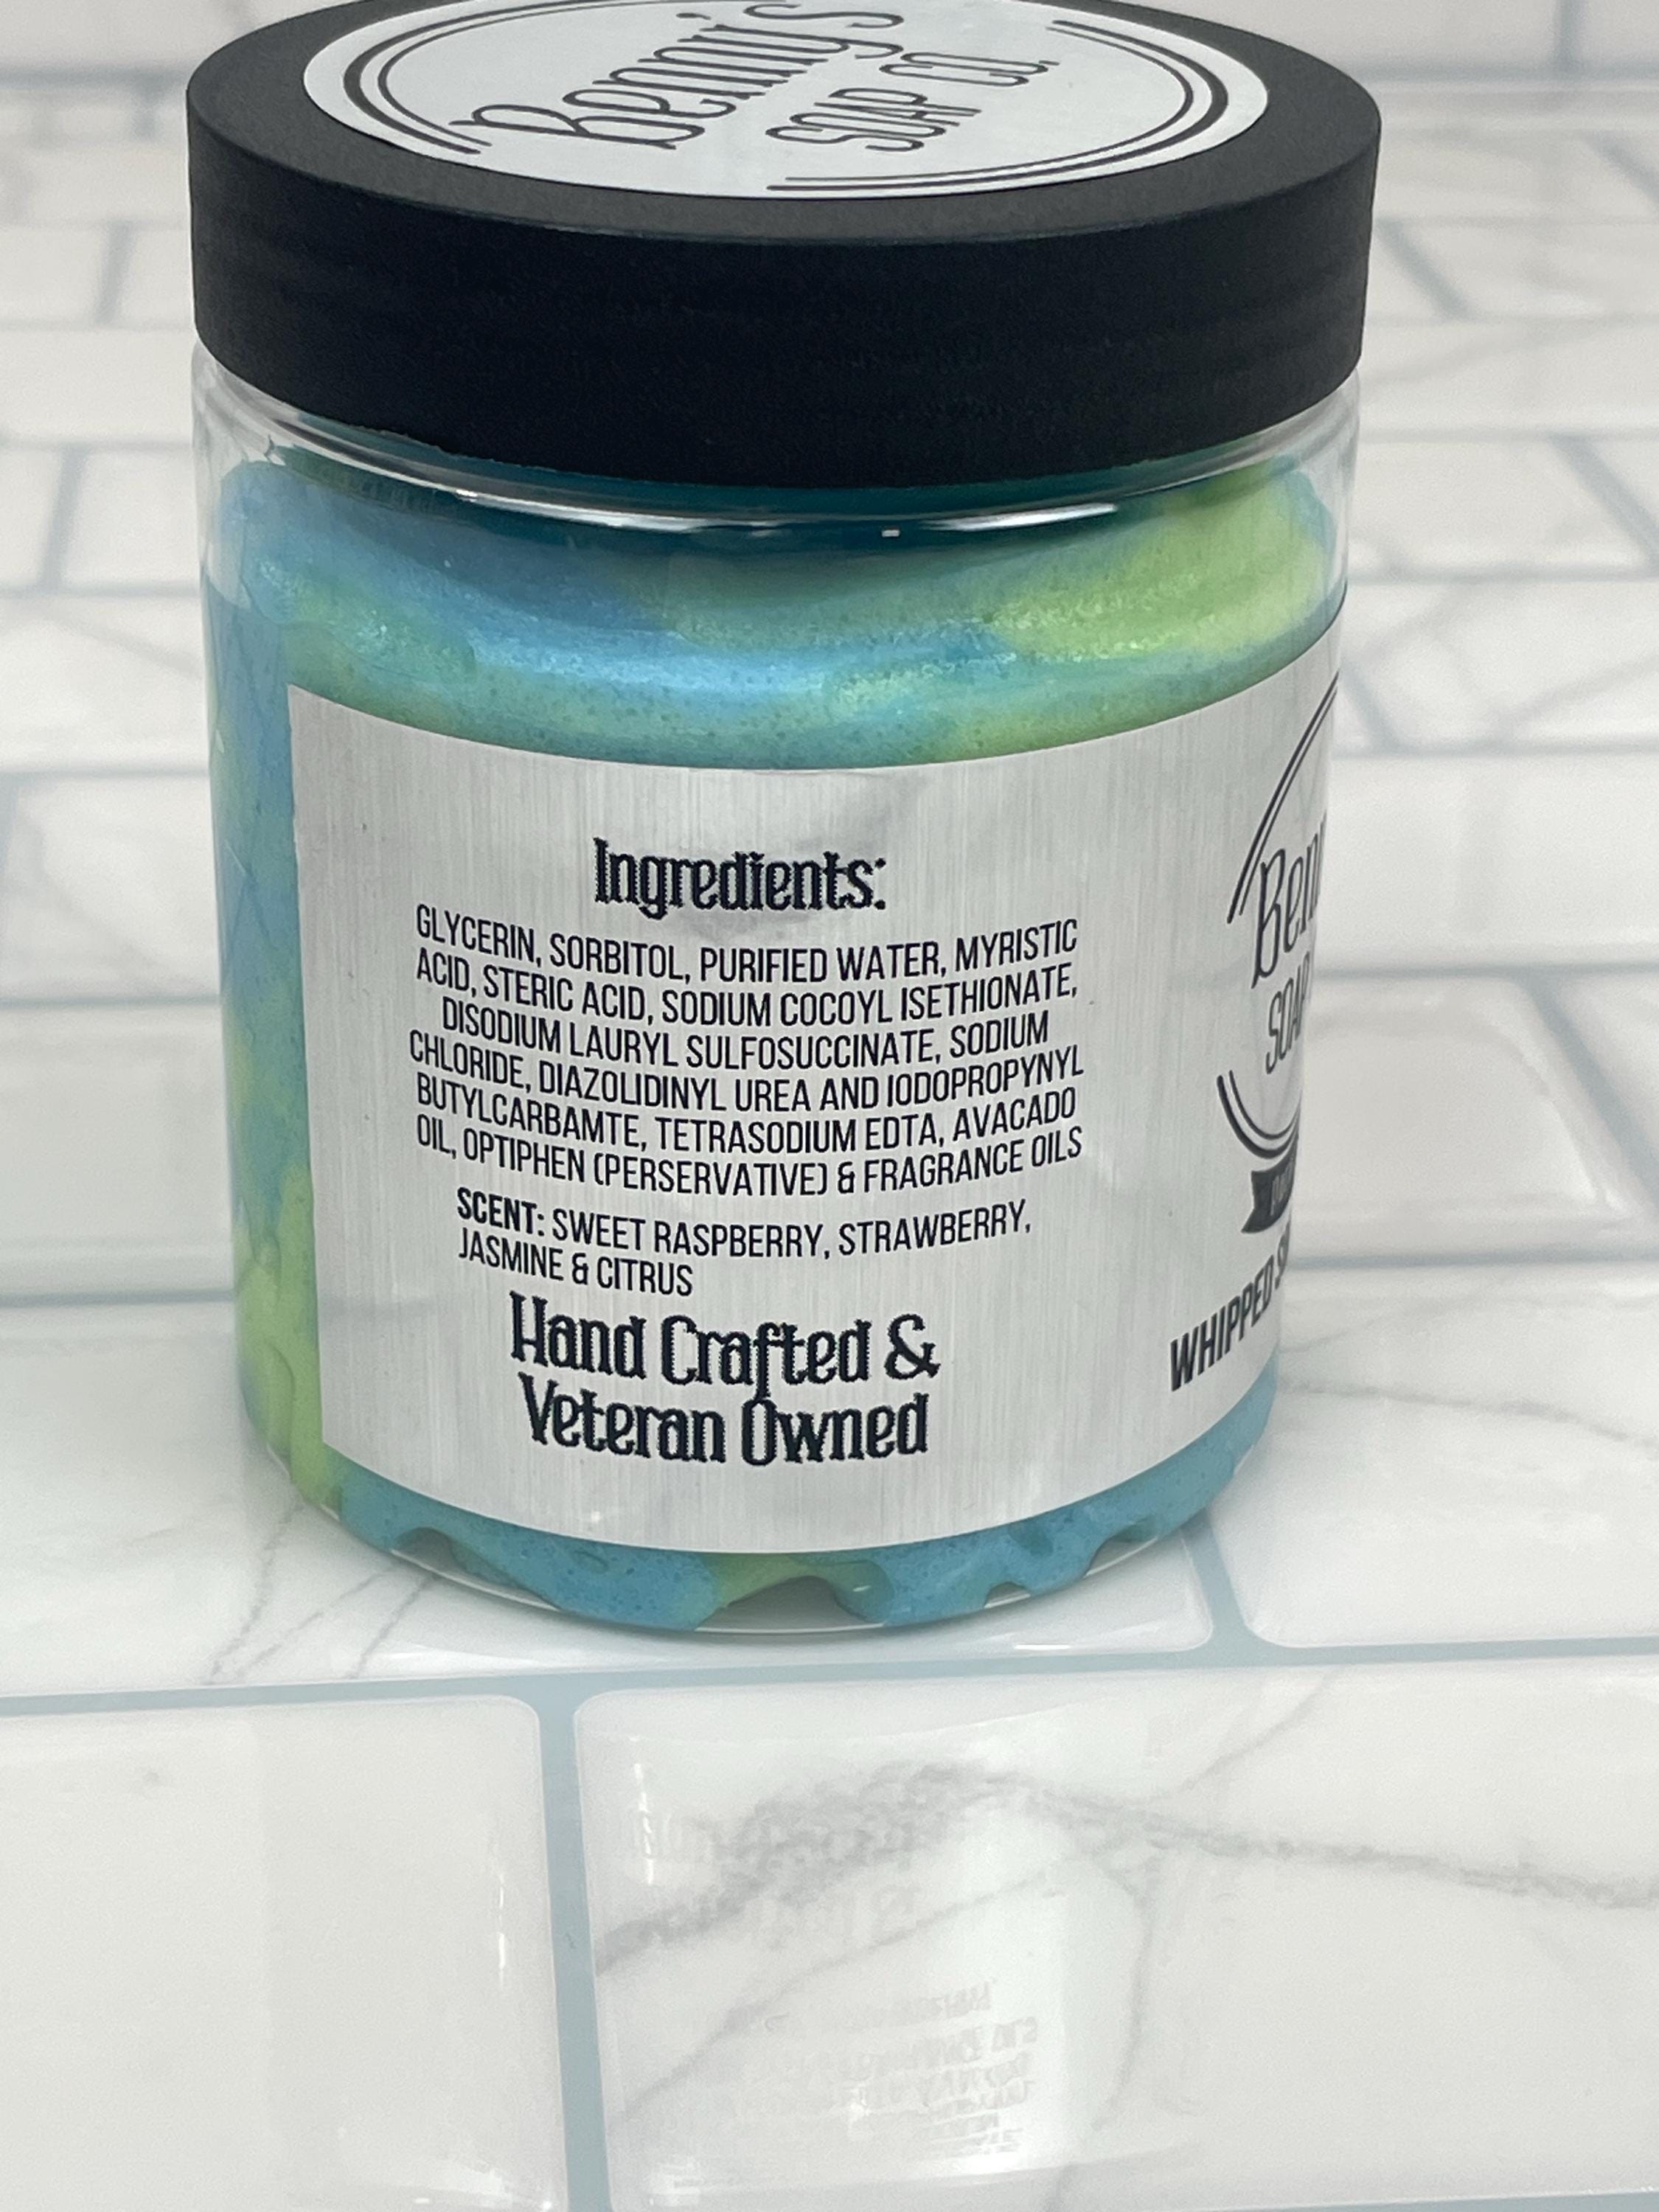 Benny's
SOAP CO.
Ingredients:
GLYCERIN, SORBITOL, PURIFIED WATER, MYRISTIC
ACID, STERIC ACID, SODIUM COCOYL ISETHIONATE,
DISODIUM LAURYL SULFOSUCCINATE, SODIUM
CHLORIDE, DIAZOLIDINYL UREA AND IODOPROPYNYL
BUTYLCARBAMTE, TETRASODIUM EDTA, AVACADO
OIL, OPTIPHEN (PERSERVATIVE) & FRAGRANCE OILS
SCENT: SWEET RASPBERRY, STRAWBERRY,
JASMINE & CITRUS
Hand Crafted &
Veteran Owned
Benn
SOAP
WHIPPED